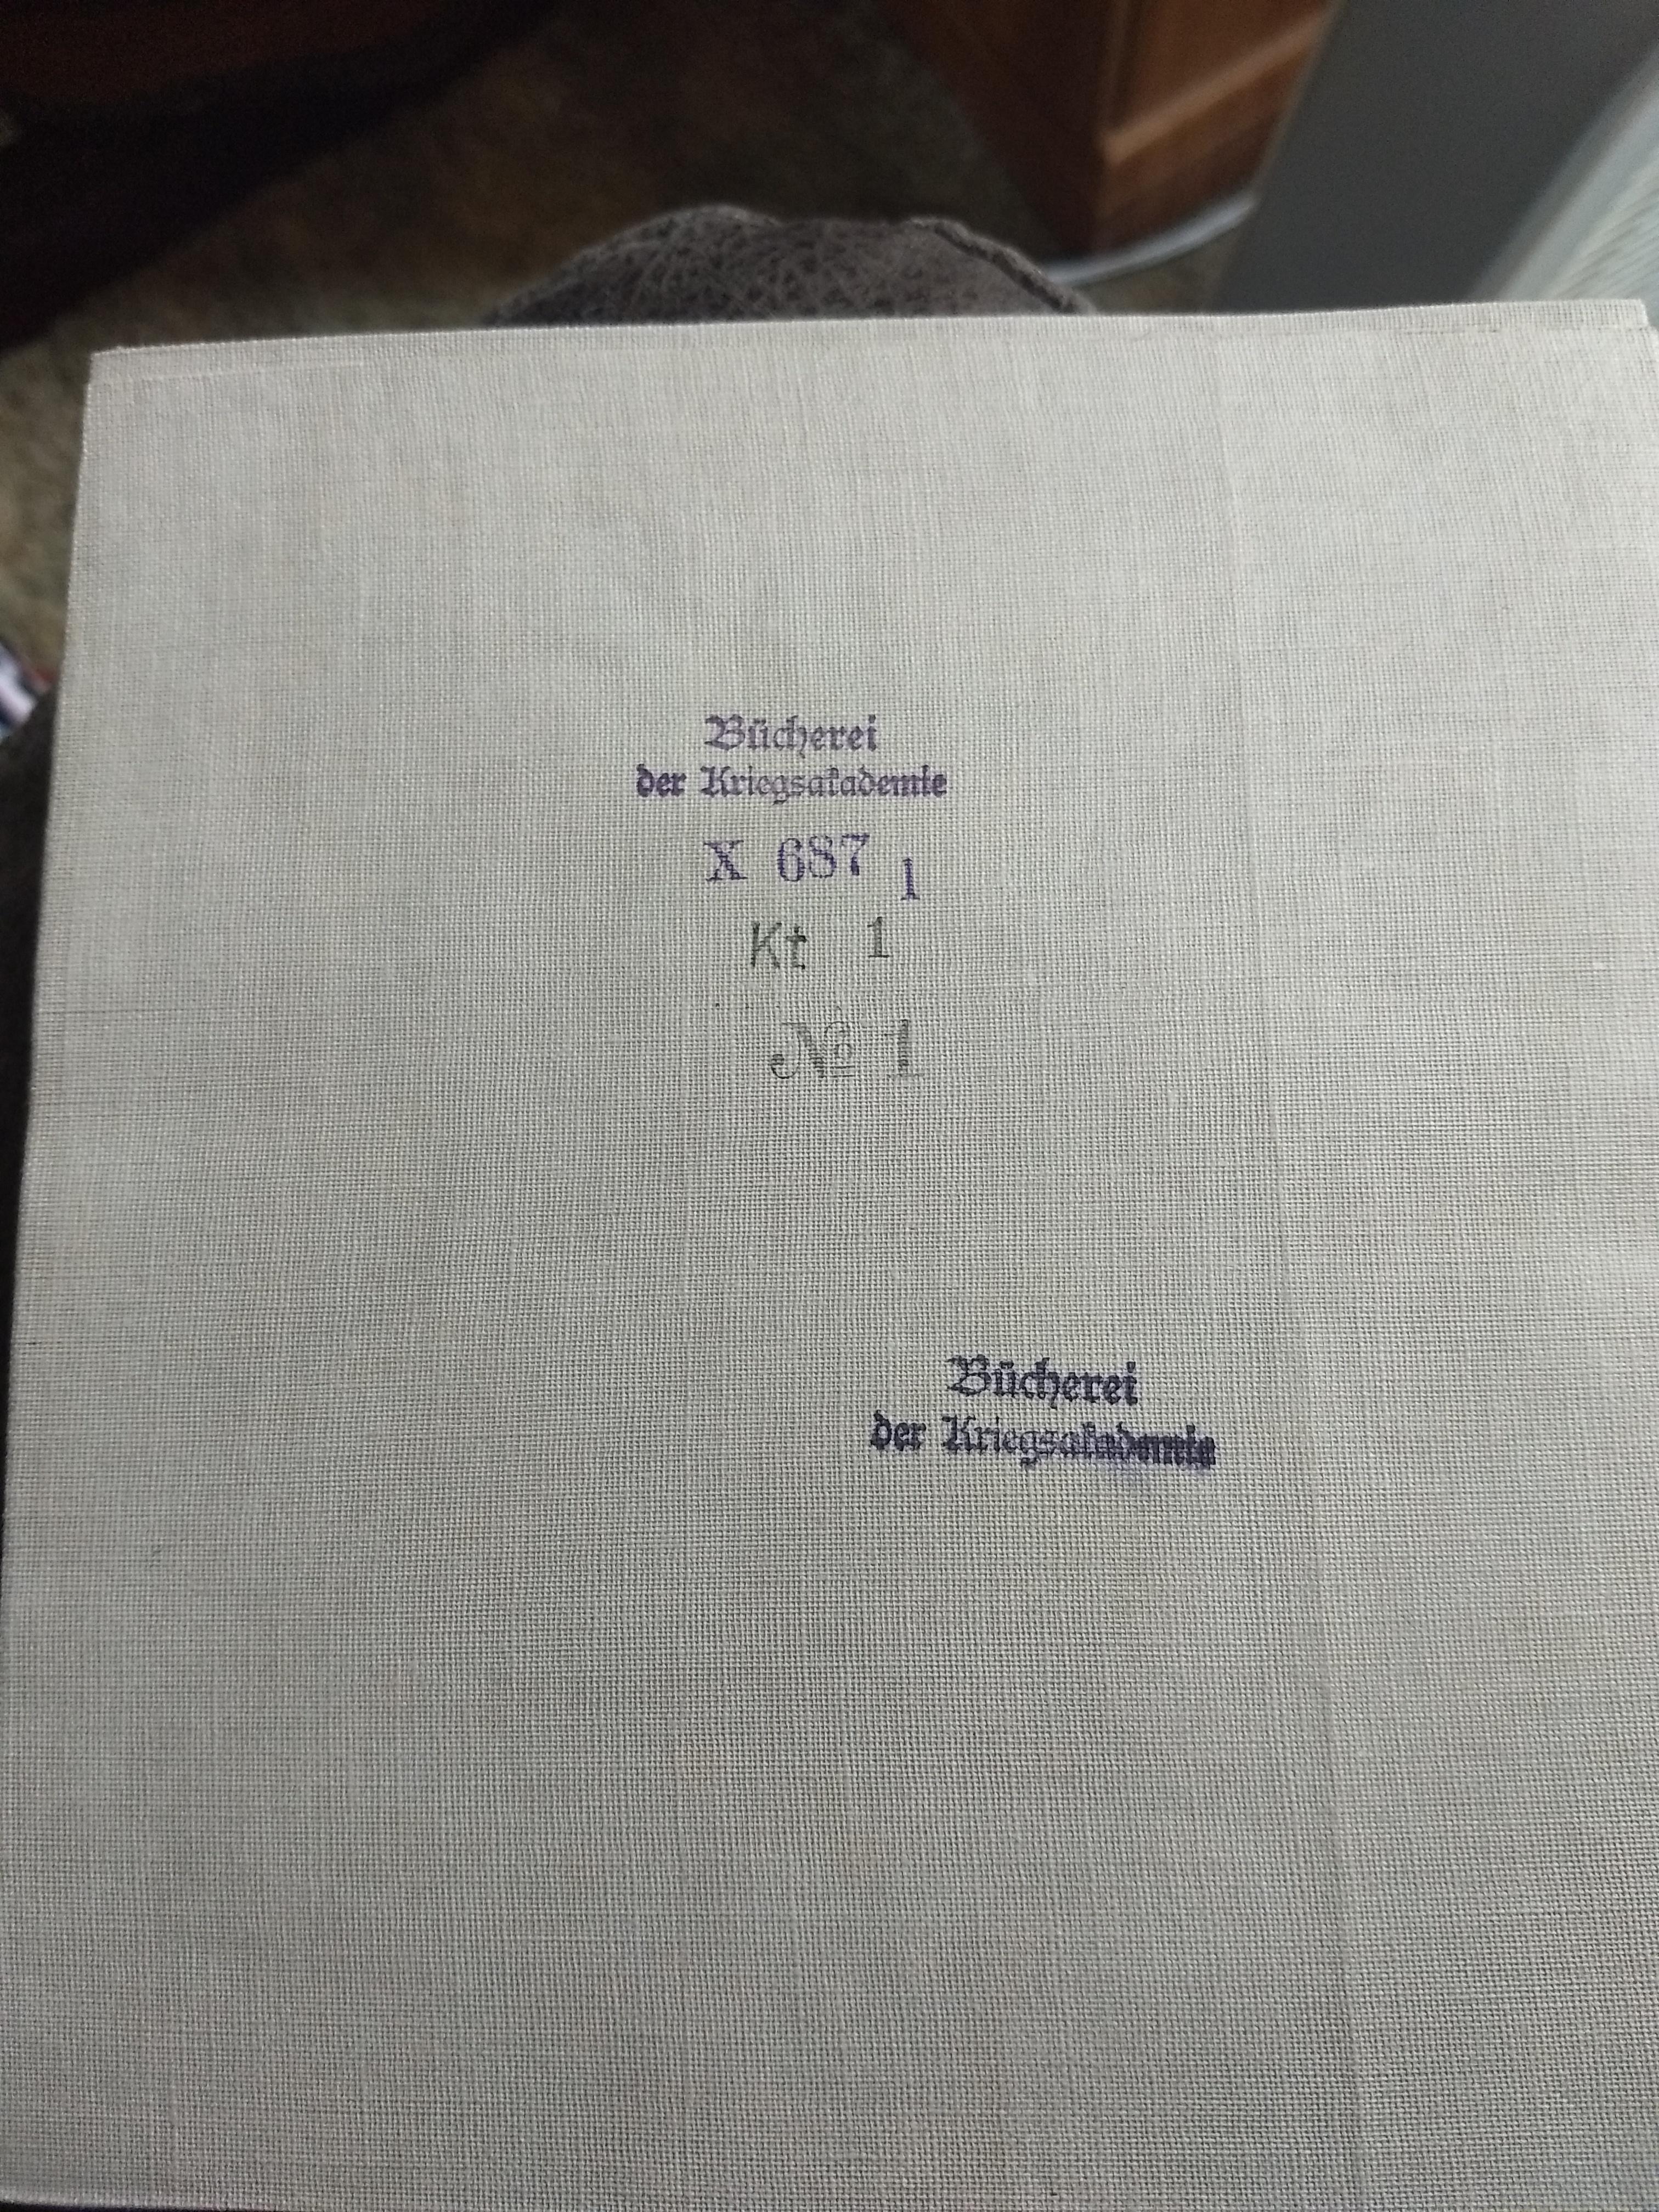 Bücherei
der Kriegsakademie
X 687 1
Kt 1
№ 1
Bücherei
der Kriegsakademie